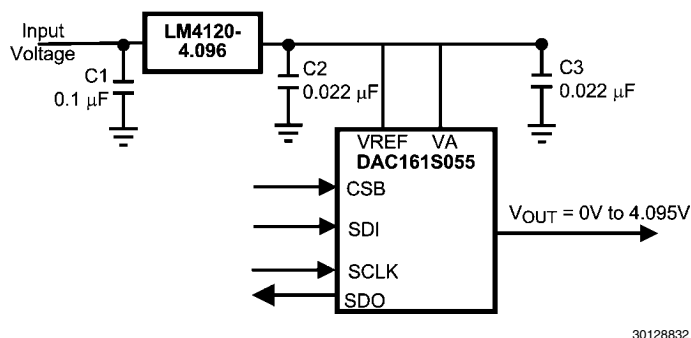 Input
Voltage
LM4120-
4.096
C1
0.1 μF
C2
0.022 μF
C3
0.022 μF
VREF VA
DAC161S055
CSB
SDI
SCLK
SDO
VOUT = 0V to 4.095V
30128832